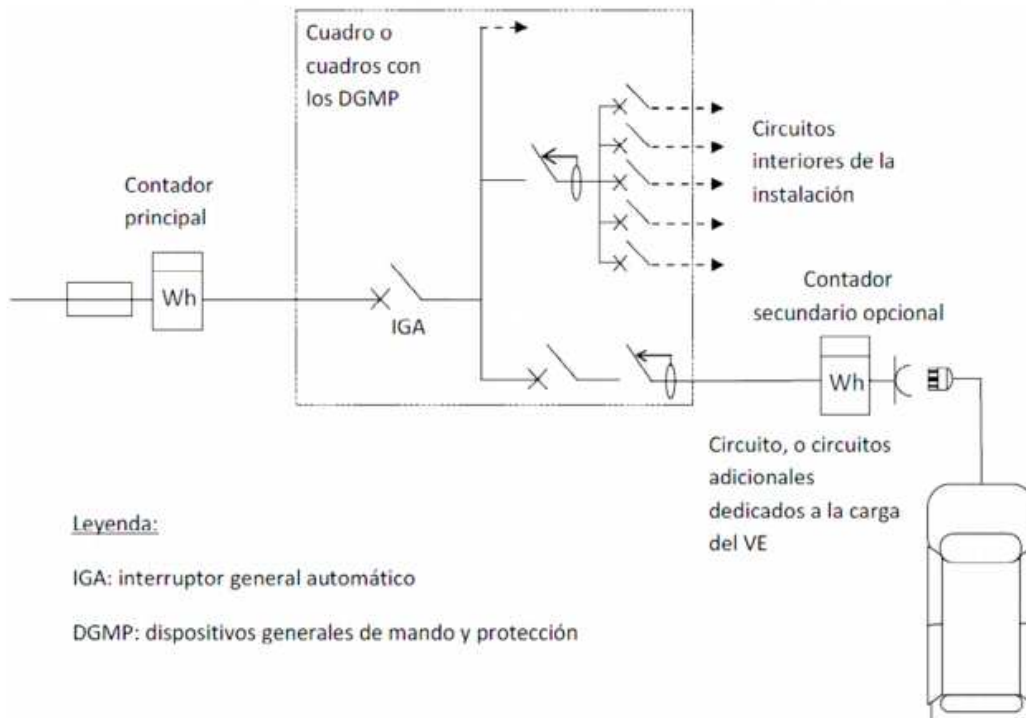 Cuadro o
cuadros con
los DGMP
Circuitos
interiores de la
instalación
Contador
principal
Wh
IGA
Contador
secundario opcional
Wh
Circuito, o circuitos
adicionales
dedicados a la carga
del VE
Leyenda:
IGA: interruptor general automático
DGMP: dispositivos generales de mando y protección